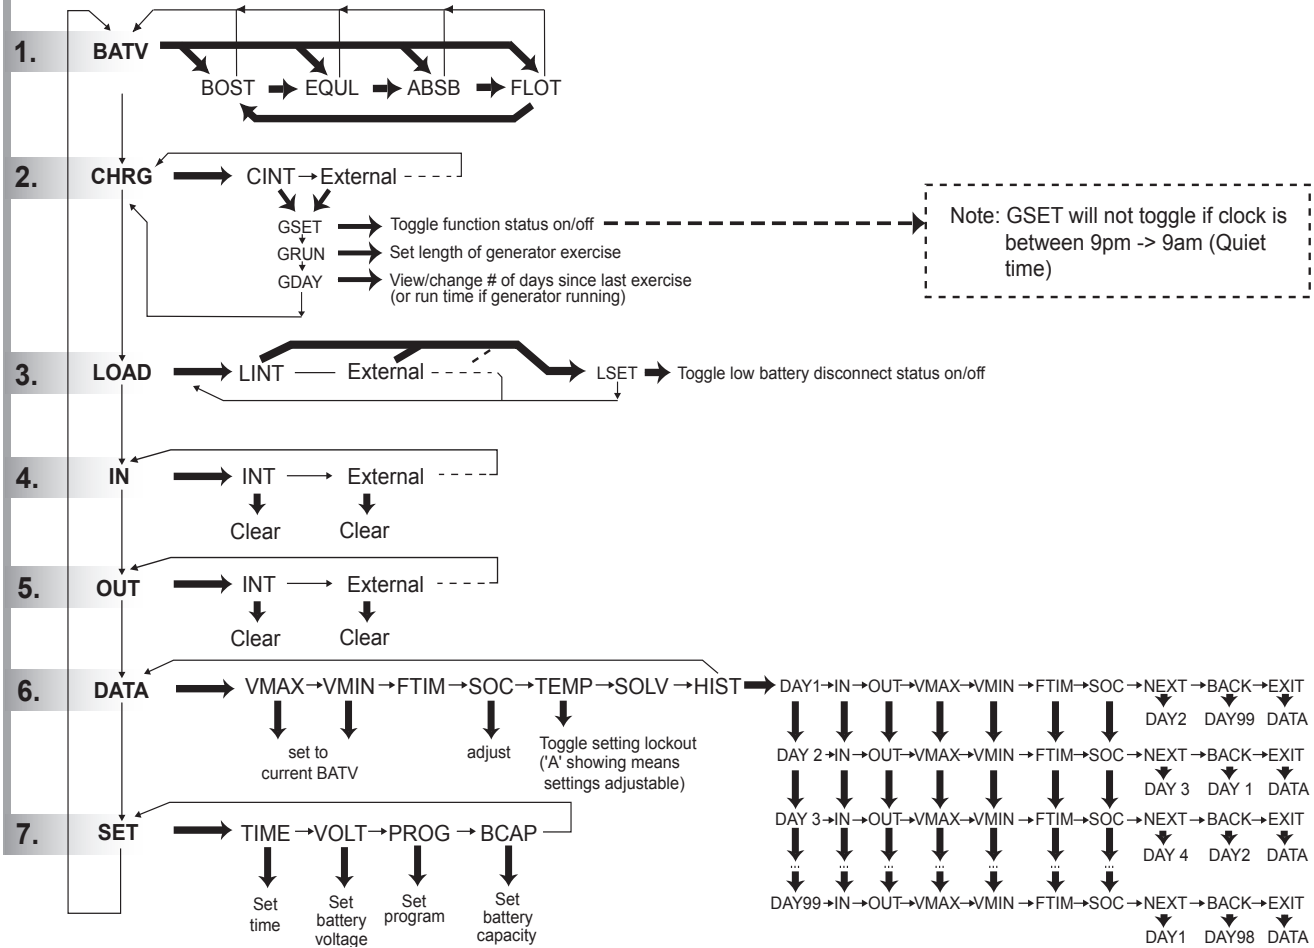 1. BATV
BOST EQUL ABSB FLOT
2. CHRG CINT External
GSET Toggle function status on/off
GRUN Set length of generator exercise
GDAY View/change # of days since last exercise
(or run time if generator running)
Note: GSET will not toggle if clock is
between 9pm -> 9am (Quiet
time)
3. LOAD LINT External LSET Toggle low battery disconnect status on/off
4. IN INT External
Clear Clear
5. OUT INT External
Clear Clear
6. DATA VMAX VMIN FTIM SOC TEMP SOLV HIST DAY1 IN OUT VMAX VMIN FTIM SOC NEXT BACK EXIT
DAY2 DAY99 DATA
set to
current BATV
adjust
Toggle setting lockout
('A' showing means
settings adjustable)
DAY 2 IN OUT VMAX VMIN FTIM SOC NEXT BACK EXIT
DAY 3 DAY 1 DATA
DAY 3 IN OUT VMAX VMIN FTIM SOC NEXT BACK EXIT
DAY 4 DAY2 DATA
... ... ... ... ... ... ...
DAY99 IN OUT VMAX VMIN FTIM SOC NEXT BACK EXIT
DAY1 DAY98 DATA
7. SET TIME VOLT PROG BCAP
Set
time
Set
battery
voltage
Set
program
Set
battery
capacity